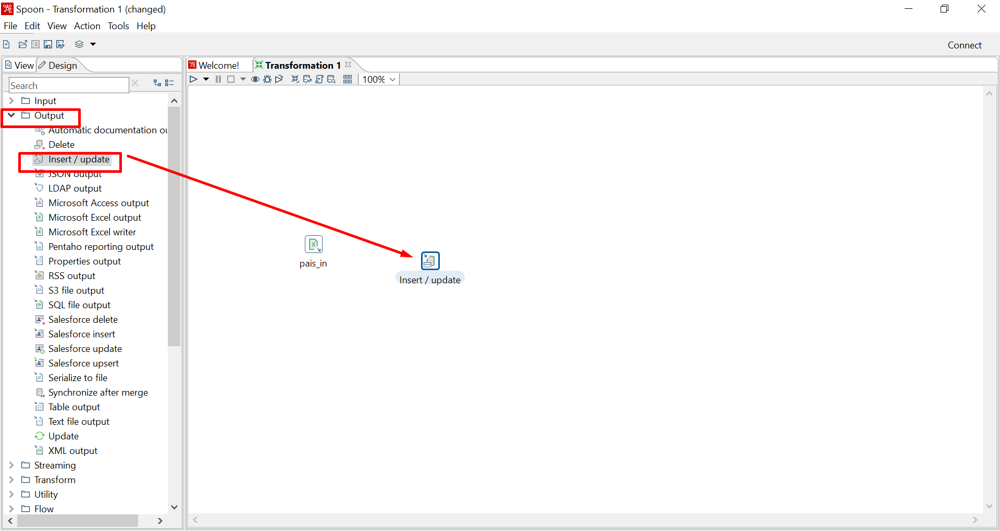 Spoon - Transformation 1 (changed)
File Edit View Action Tools Help
Connect
View Design
Welcome! Transformation 1
Search
100%
Input
Output
Automatic documentation ou
Delete
Insert / update
JSON output
LDAP output
Microsoft Access output
Microsoft Excel output
Microsoft Excel writer
Pentaho reporting output
Properties output
RSS output
S3 file output
SQL file output
Salesforce delete
Salesforce insert
Salesforce update
Salesforce upsert
Serialize to file
Synchronize after merge
Table output
Text file output
Update
XML output
Streaming
Transform
Utility
Flow
pais_in
Insert / update